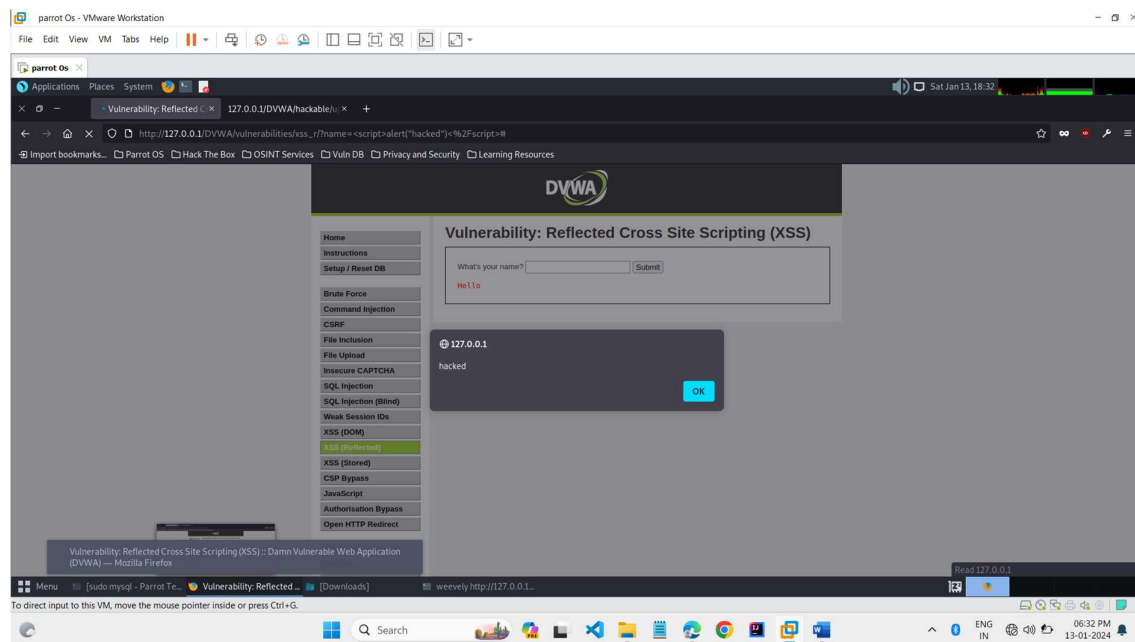 parrot Os - VMware Workstation
File Edit View VM Tabs Help
parrot Os
Applications Places System
Sat Jan 13, 18:32
Vulnerability: Reflected C
127.0.0.1/DVWA/hackable/u
http://127.0.0.1/DVWA/vulnerabilities/xss_r/?name=<script>alert("hacked")<%2Fscript>#
Import bookmarks... Parrot OS Hack The Box OSINT Services Vuln DB Privacy and Security Learning Resources
DVWA
Vulnerability: Reflected Cross Site Scripting (XSS)
What's your name? Submit
Hello
Home
Instructions
Setup / Reset DB
Brute Force
Command Injection
CSRF
File Inclusion
File Upload
Insecure CAPTCHA
SQL Injection
SQL Injection (Blind)
Weak Session IDs
XSS (DOM)
XSS (Reflected)
XSS (Stored)
CSP Bypass
JavaScript
Authorisation Bypass
Open HTTP Redirect
127.0.0.1
hacked
OK
Vulnerability: Reflected Cross Site Scripting (XSS) :: Damn Vulnerable Web Application
(DVWA) — Mozilla Firefox
Read 127.0.0.1
Menu [sudo mysql - Parrot Te... Vulnerability: Reflected ... [Downloads] weevely http://127.0.0.1...
To direct input to this VM, move the mouse pointer inside or press Ctrl+G.
Search
ENG
IN
06:32 PM
13-01-2024